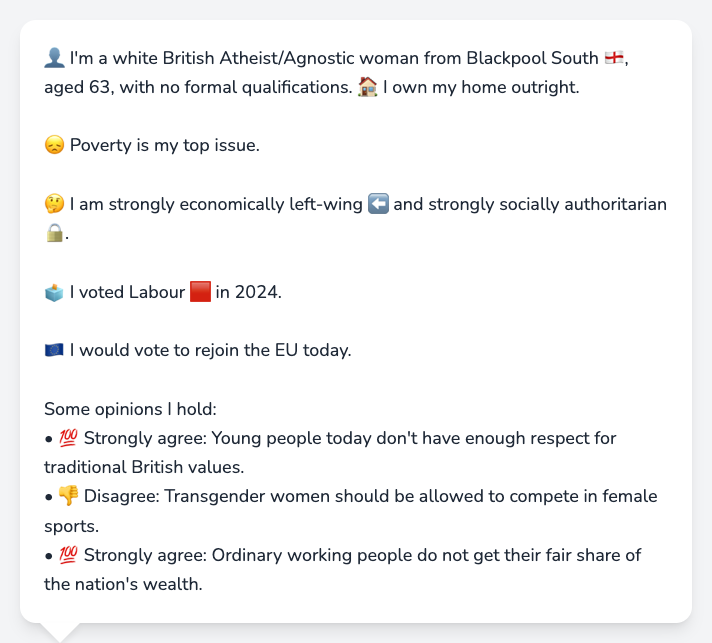 👤 I'm a white British Atheist/Agnostic woman from Blackpool South 🏴󠁧󠁢󠁥󠁮󠁧󠁿,
aged 63, with no formal qualifications. 🏠 I own my home outright.
😞 Poverty is my top issue.
🤔 I am strongly economically left-wing ⬅️ and strongly socially authoritarian
🔒.
🗳️ I voted Labour 🟥 in 2024.
🇪🇺 I would vote to rejoin the EU today.
Some opinions I hold:
• 💯 Strongly agree: Young people today don't have enough respect for
traditional British values.
• 👎 Disagree: Transgender women should be allowed to compete in female
sports.
• 💯 Strongly agree: Ordinary working people do not get their fair share of
the nation's wealth.